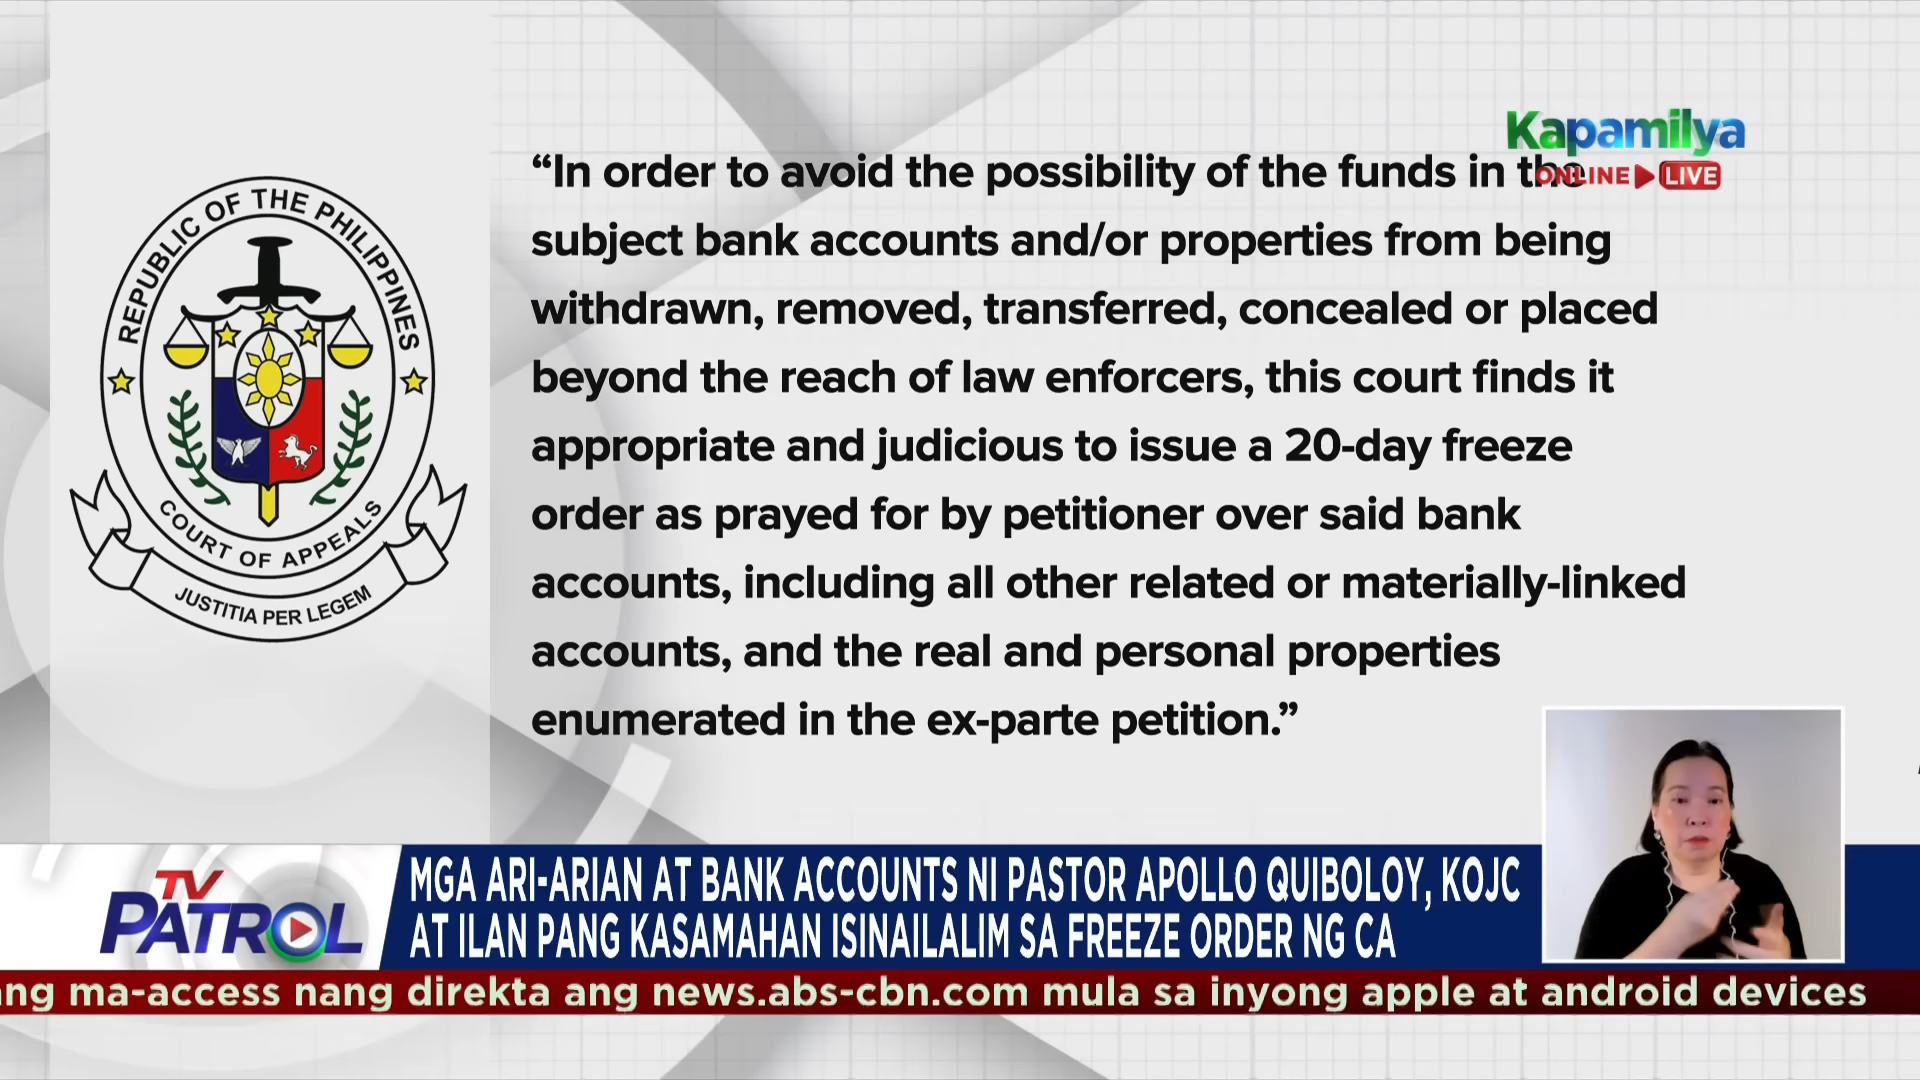 Kapamilya
ONLINE LIVE
“In order to avoid the possibility of the funds in the
subject bank accounts and/or properties from being
withdrawn, removed, transferred, concealed or placed
beyond the reach of law enforcers, this court finds it
appropriate and judicious to issue a 20-day freeze
order as prayed for by petitioner over said bank
accounts, including all other related or materially-linked
accounts, and the real and personal properties
enumerated in the ex-parte petition.”
REPUBLIC OF THE PHILIPPINES
COURT OF APPEALS
JUSTITIA PER LEGEM
TV
PATROL
MGA ARI-ARIAN AT BANK ACCOUNTS NI PASTOR APOLLO QUIBOLOY, KOJC
AT ILAN PANG KASAMAHAN ISINAILALIM SA FREEZE ORDER NG CA
ang ma-access nang direkta ang news.abs-cbn.com mula sa inyong apple at android devices